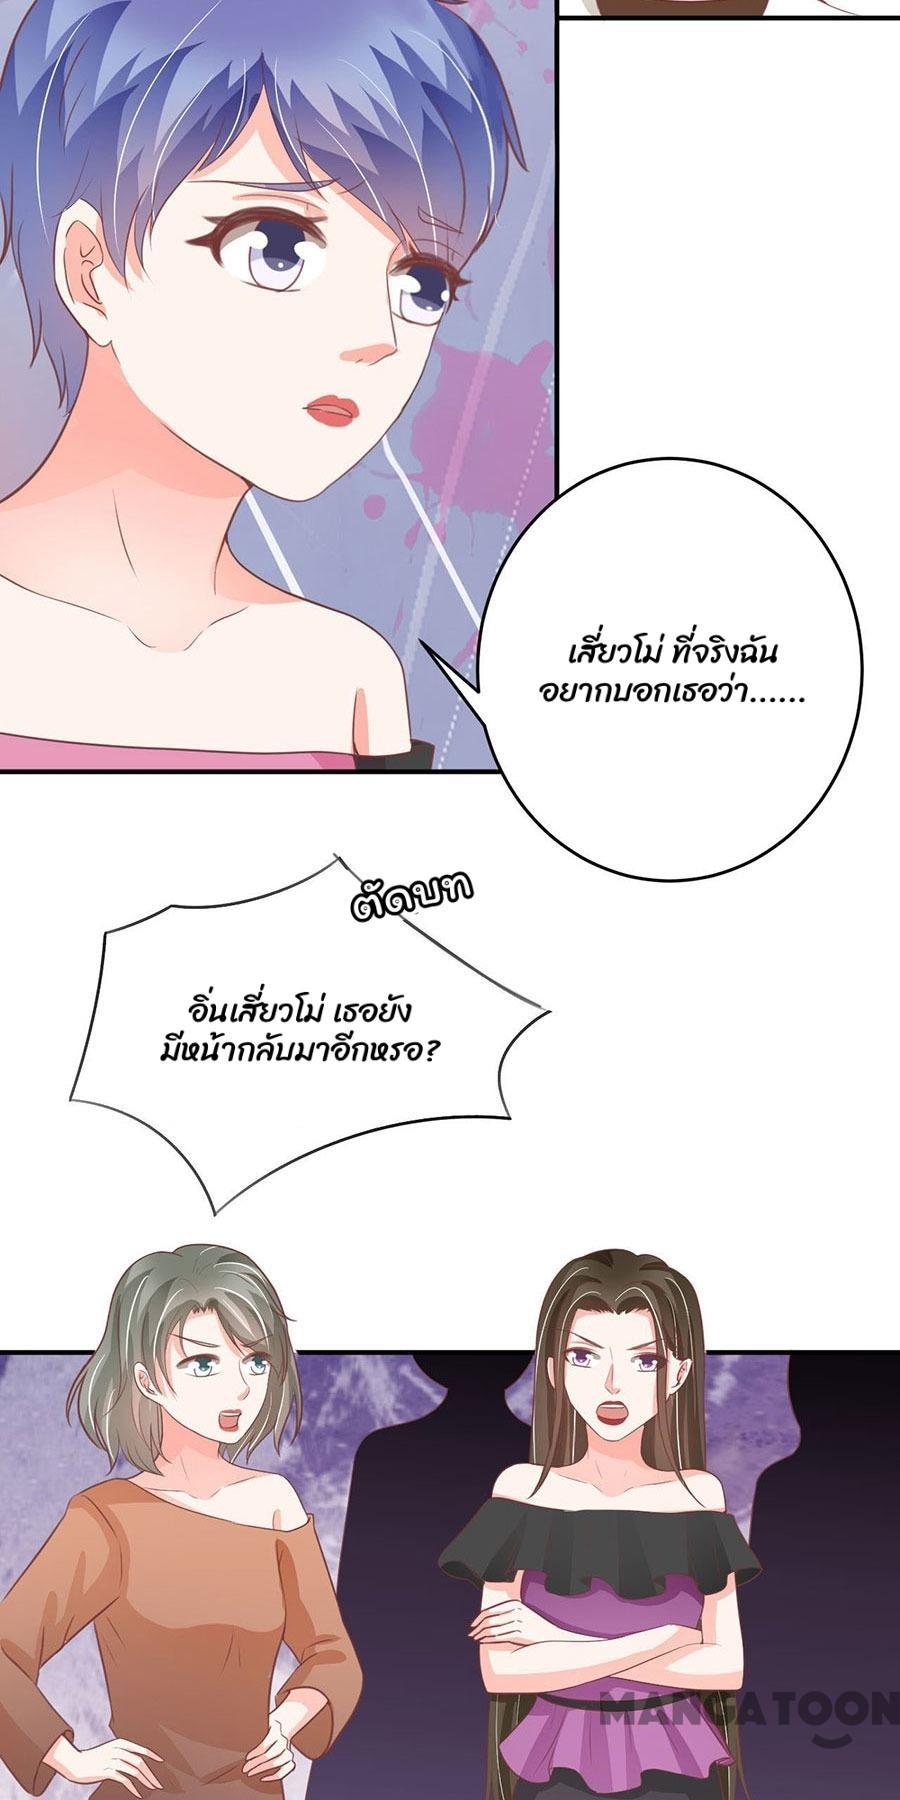 เสี่ยวโม่ ที่จริงฉัน
อยากบอกเธอว่า......
ตัดบท
อิ่นเสี่ยวโม่ เธอยัง
มีหน้ากลับมาอีกหรอ?
MANGATOON